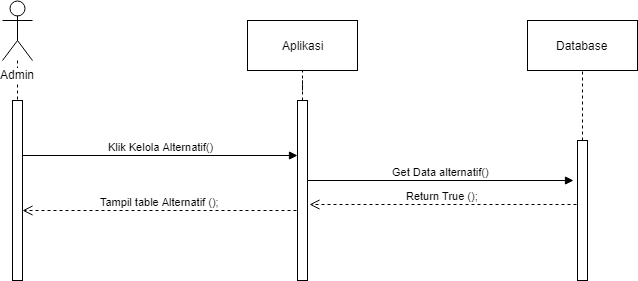 Admin
Aplikasi
Database
Klik Kelola Alternatif()
Get Data alternatif()
Return True ();
Tampil table Alternatif ();